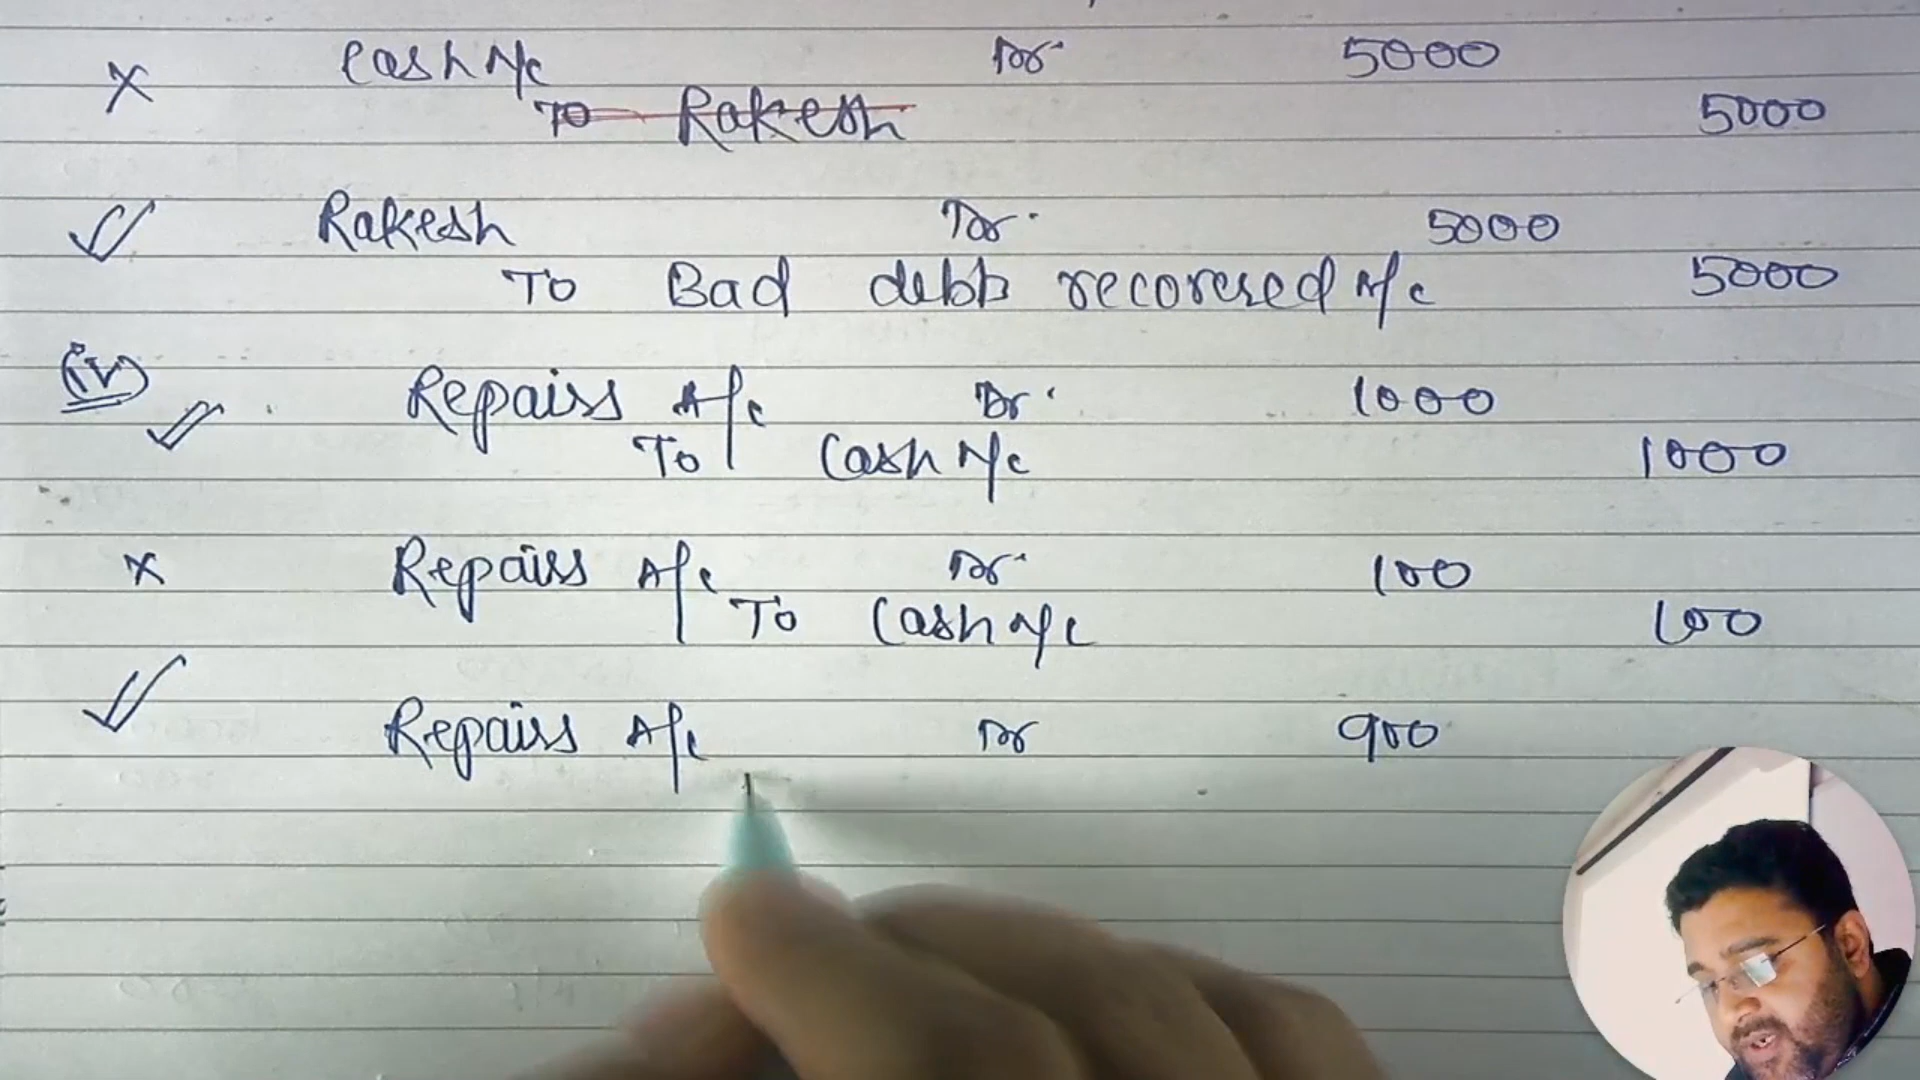 × Cash A/c Dr 5000
To Rakesh 5000
✓ Rakesh Dr. 5000
To Bad debts recovered A/c 5000
(iv) ✓ Repairs A/c Dr. 1000
To Cash A/c 1000
× Repairs A/c Dr. 100
To Cash A/c 100
✓ Repairs A/c Dr 900